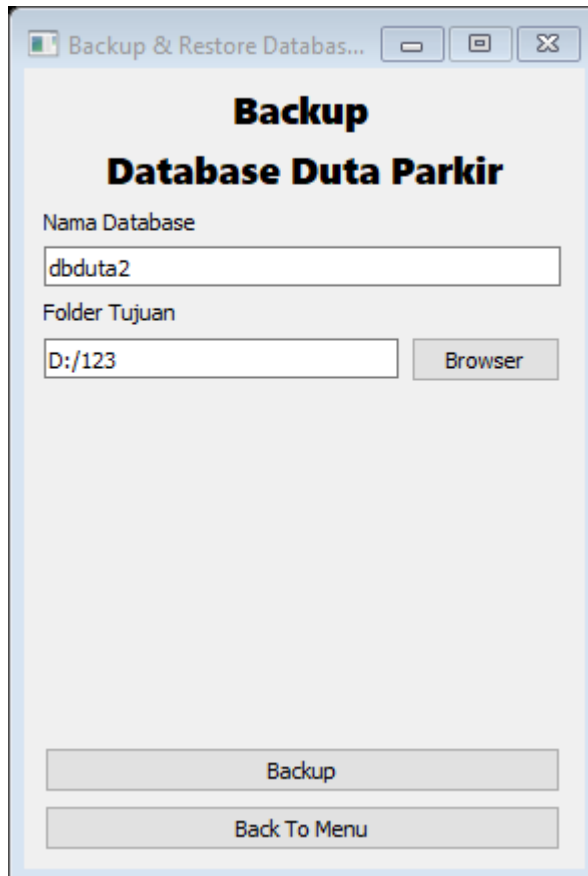 Backup & Restore Databas...
Backup
Database Duta Parkir
Nama Database
dbduta2
Folder Tujuan
D:/123 Browser
Backup
Back To Menu